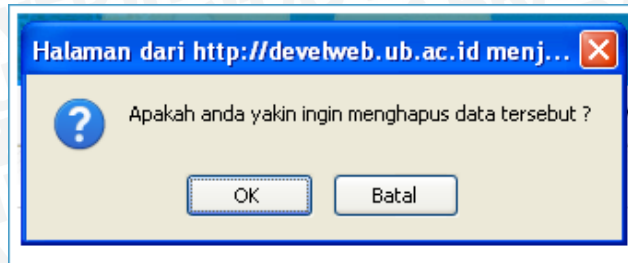 Halaman dari http://develweb.ub.ac.id menj...
Apakah anda yakin ingin menghapus data tersebut ?
OK
Batal